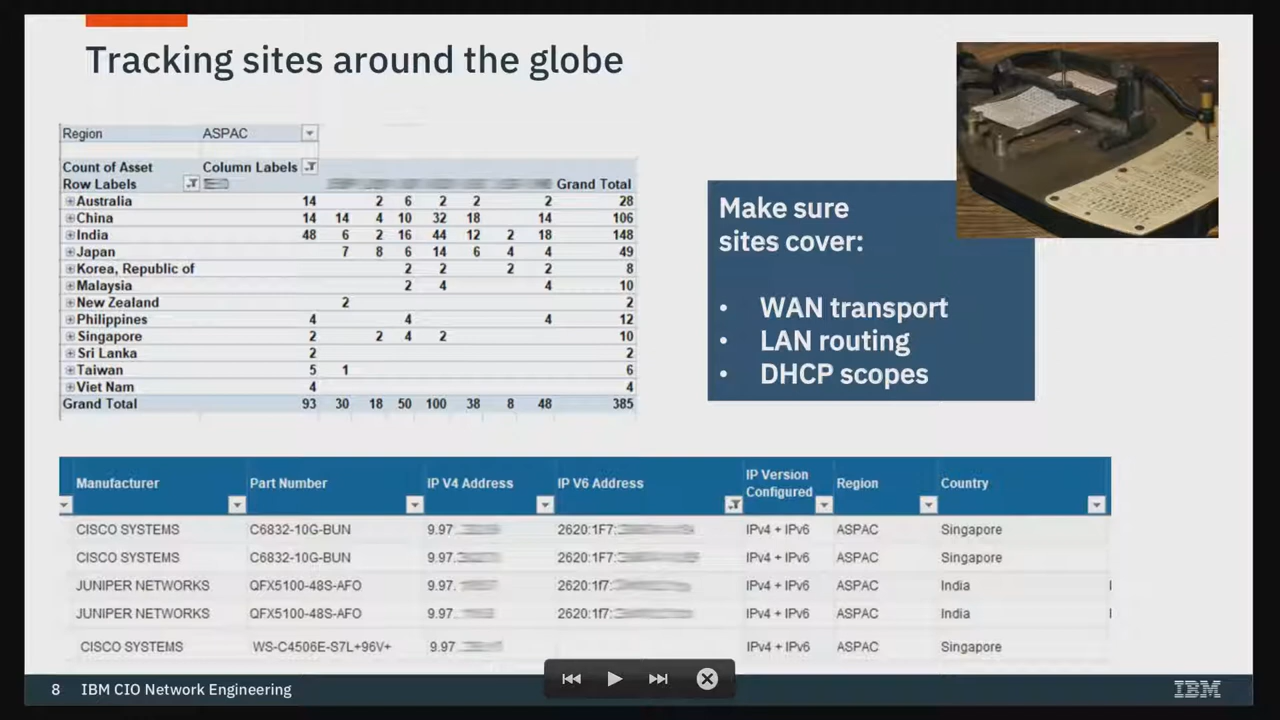 Tracking sites around the globe
Region ASPAC
Count of Asset Column Labels
Row Labels Grand Total
Australia 14 2 6 2 2 2 28
China 14 14 4 10 32 18 14 106
India 48 6 2 16 44 12 2 18 148
Japan 7 8 6 14 6 4 4 49
Korea, Republic of 2 2 2 2 8
Malaysia 2 4 4 10
New Zealand 2 2
Philippines 4 4 4 12
Singapore 2 2 4 2 10
Sri Lanka 2 2
Taiwan 5 1 6
Viet Nam 4 4
Grand Total 93 30 18 50 100 38 8 48 385
Make sure
sites cover:
• WAN transport
• LAN routing
• DHCP scopes
Manufacturer Part Number IP V4 Address IP V6 Address IP Version Configured Region Country
CISCO SYSTEMS C6832-10G-BUN 9.97. 2620:1F7: IPv4 + IPv6 ASPAC Singapore
CISCO SYSTEMS C6832-10G-BUN 9.97. 2620:1F7: IPv4 + IPv6 ASPAC Singapore
JUNIPER NETWORKS QFX5100-48S-AFO 9.97. 2620:1f7: IPv4 + IPv6 ASPAC India
JUNIPER NETWORKS QFX5100-48S-AFO 9.97. 2620:1f7: IPv4 + IPv6 ASPAC India
CISCO SYSTEMS WS-C4506E-S7L+96V+ 9.97 IPv4 + IPv6 ASPAC Singapore
8 IBM CIO Network Engineering
IBM